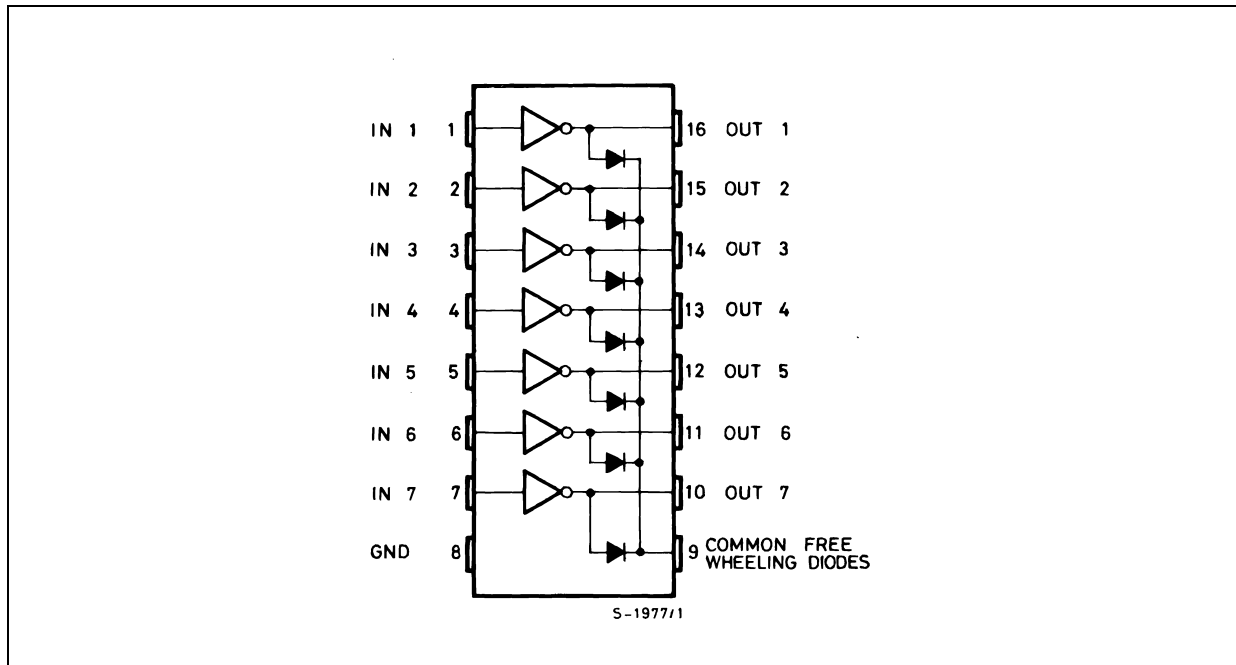 IN 1 1 16 OUT 1
IN 2 2 15 OUT 2
IN 3 3 14 OUT 3
IN 4 4 13 OUT 4
IN 5 5 12 OUT 5
IN 6 6 11 OUT 6
IN 7 7 10 OUT 7
GND 8 9 COMMON FREE
WHEELING DIODES
S-1977/1